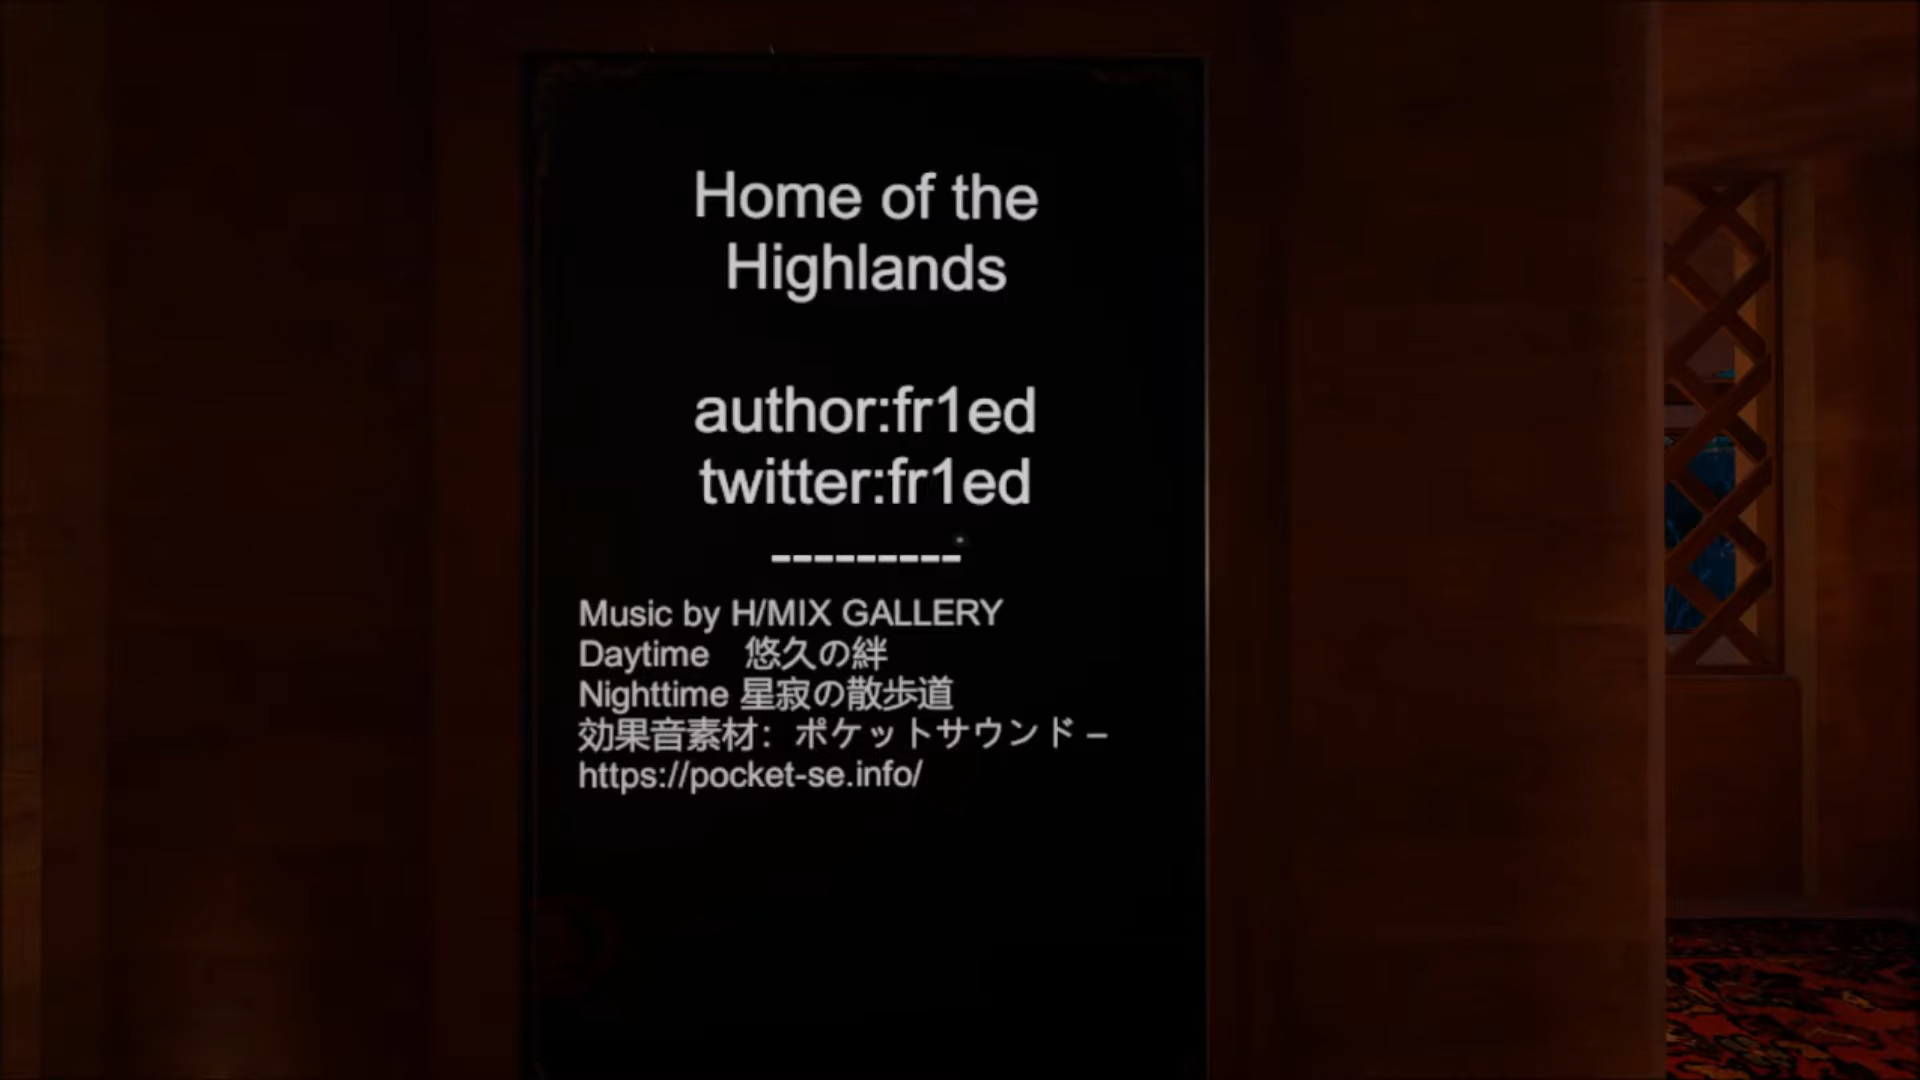 Home of the
Highlands
author:fr1ed
twitter:fr1ed
---------
Music by H/MIX GALLERY
Daytime　悠久の絆
Nighttime 星寂の散歩道
効果音素材：ポケットサウンド –
https://pocket-se.info/